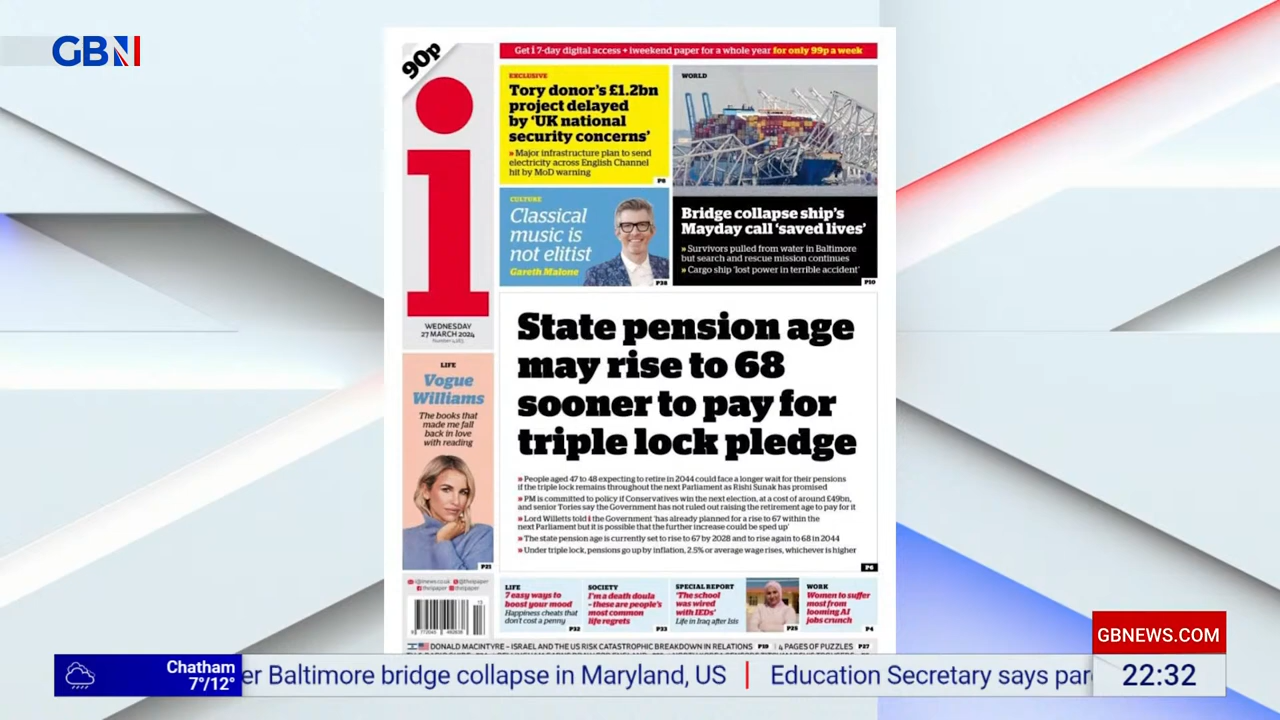 GBN
90p
Get i 7-day digital access + iweekend paper for a whole year for only 99p a week
i
WEDNESDAY
27 MARCH 2024
EXCLUSIVE
Tory donor's £1.2bn
project delayed
by 'UK national
security concerns'
» Major infrastructure plan to send
electricity across English Channel
hit by MoD warning
P8
CULTURE
Classical
music is
not elitist
Gareth Malone
P28
WORLD
Bridge collapse ship's
Mayday call 'saved lives'
» Survivors pulled from water in Baltimore
but search and rescue mission continues
» Cargo ship 'lost power in terrible accident'
P10
LIFE
Vogue
Williams
The books that
made me fall
back in love
with reading
P21
State pension age
may rise to 68
sooner to pay for
triple lock pledge
» People aged 47 to 48 expecting to retire in 2044 could face a longer wait for their pensions
if the triple lock remains throughout the next Parliament as Rishi Sunak has promised
» PM is committed to policy if Conservatives win the next election, at a cost of around £49bn,
and senior Tories say the Government has not ruled out raising the retirement age to pay for it
» Lord Willetts told i the Government 'has already planned for a rise to 67 within the
next Parliament but it is possible that the further increase could be sped up'
» The state pension age is currently set to rise to 67 by 2028 and to rise again to 68 in 2044
» Under triple lock, pensions go up by inflation, 2.5% or average wage rises, whichever is higher
P6
LIFE
7 easy ways to
boost your mood
Happiness cheats that
don't cost a penny
P32
SOCIETY
I'm a death doula
– these are people's
most common
life regrets
P33
SPECIAL REPORT
'The school
was wired
with IEDs'
Life in Iraq after Isis
P25
WORK
Women to suffer
most from
looming AI
jobs crunch
P4
DONALD MACINTYRE – ISRAEL AND THE US RISK CATASTROPHIC BREAKDOWN IN RELATIONS P19 | 4 PAGES OF PUZZLES P27
GBNEWS.COM
Chatham
7°/12°
er Baltimore bridge collapse in Maryland, US | Education Secretary says par
22:32